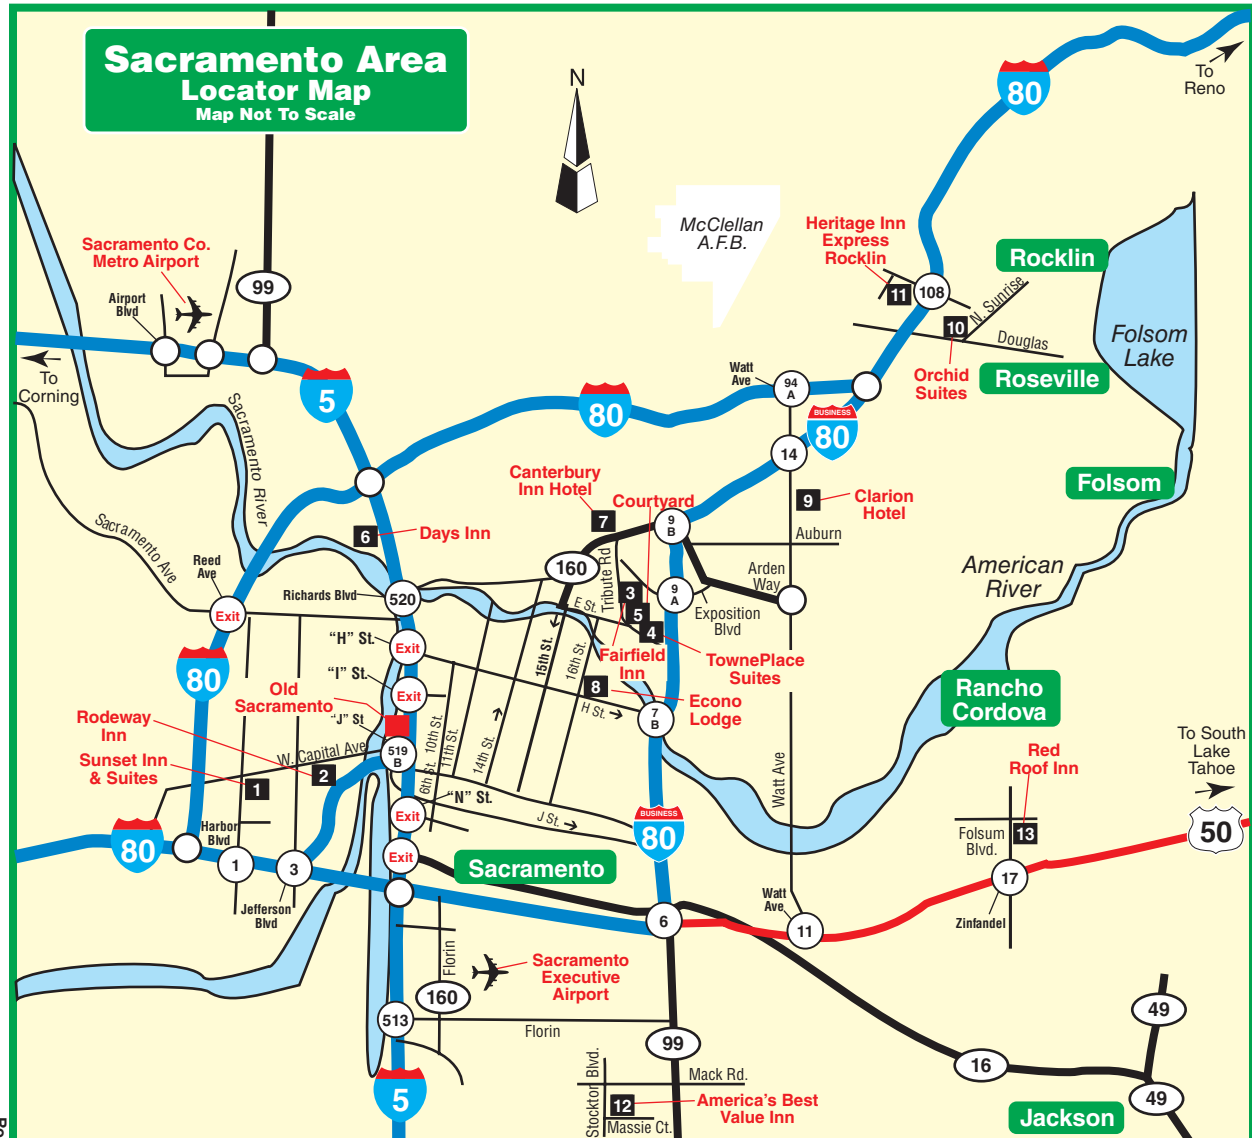 Sacramento Area
Locator Map
Map Not To Scale
N
80
To
Reno
McClellan
A.F.B.
Heritage Inn
Express
Rocklin
Rocklin
11
108
N. Sunrise
10
Douglas
Folsom
Lake
Orchid
Suites
Roseville
Sacramento Co.
Metro Airport
Airport
Blvd
99
To
Corning
5
80
Watt
Ave
94
A
BUSINESS
80
14
Sacramento River
Sacramento Ave
Canterbury
Inn Hotel
Courtyard
7
9
B
9
Clarion
Hotel
Folsom
6
Days Inn
Auburn
American
River
Reed
Ave
Exit
Richards Blvd
520
160
Tribute Rd
Arden
Way
9
A
Exposition
Blvd
E St.
3
5
4
Fairfield
Inn
TownePlace
Suites
"H" St.
Exit
15th St.
16th St.
80
"I" St.
Exit
8
Econo
Lodge
H St.
7
B
Old
Sacramento
"J" St
519
B
Rodeway
Inn
W. Capital Ave
Sunset Inn
& Suites
2
1
6th St.
10th St.
11th St.
14th St.
Rancho
Cordova
Watt Ave
To South
Lake
Tahoe
Red
Roof Inn
"N" St.
Exit
J St.
BUSINESS
80
Folsum
Blvd.
13
50
80
Harbor
Blvd
1
3
Jefferson
Blvd
Exit
Sacramento
6
Watt
Ave
11
17
Zinfandel
Florin
Sacramento
Executive
Airport
160
513
Florin
99
49
16
49
5
Stockton Blvd.
Mack Rd.
12
America's Best
Value Inn
Massie Ct.
Jackson